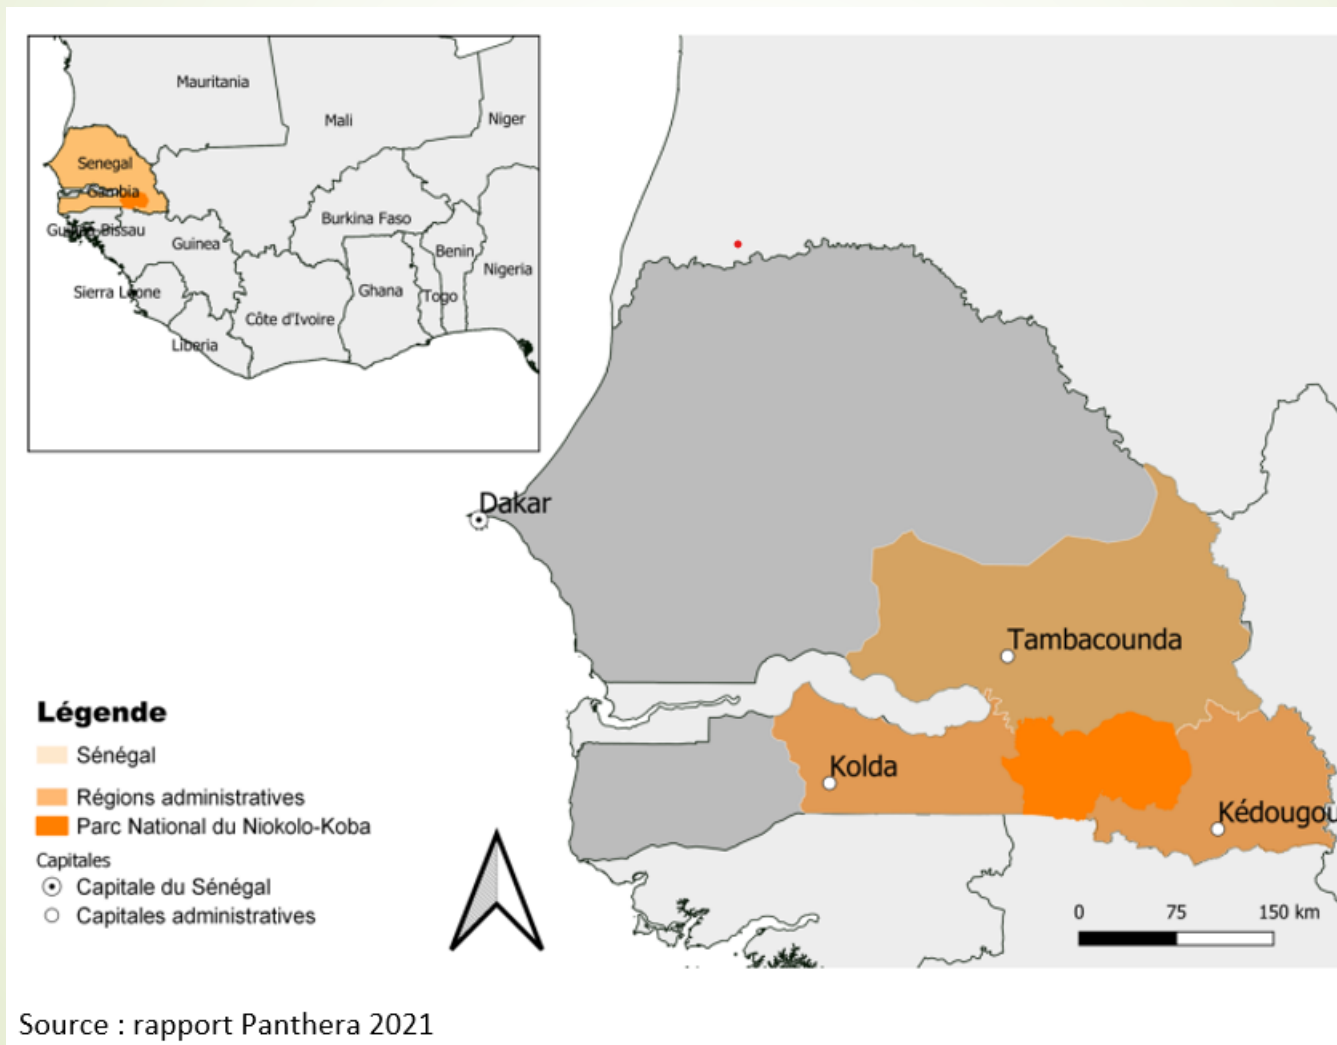 Mauritania
Mali
Niger
Senegal
Gambia
Burkina Faso
Guinea Bissau
Guinea
Benin
Nigeria
Ghana
Togo
Sierra Leone
Côte d'Ivoire
Liberia
Dakar
Tambacounda
Kolda
Kédougou
Légende
Sénégal
Régions administratives
Parc National du Niokolo-Koba
Capitales
Capitale du Sénégal
Capitales administratives
0 75 150 km
Source : rapport Panthera 2021